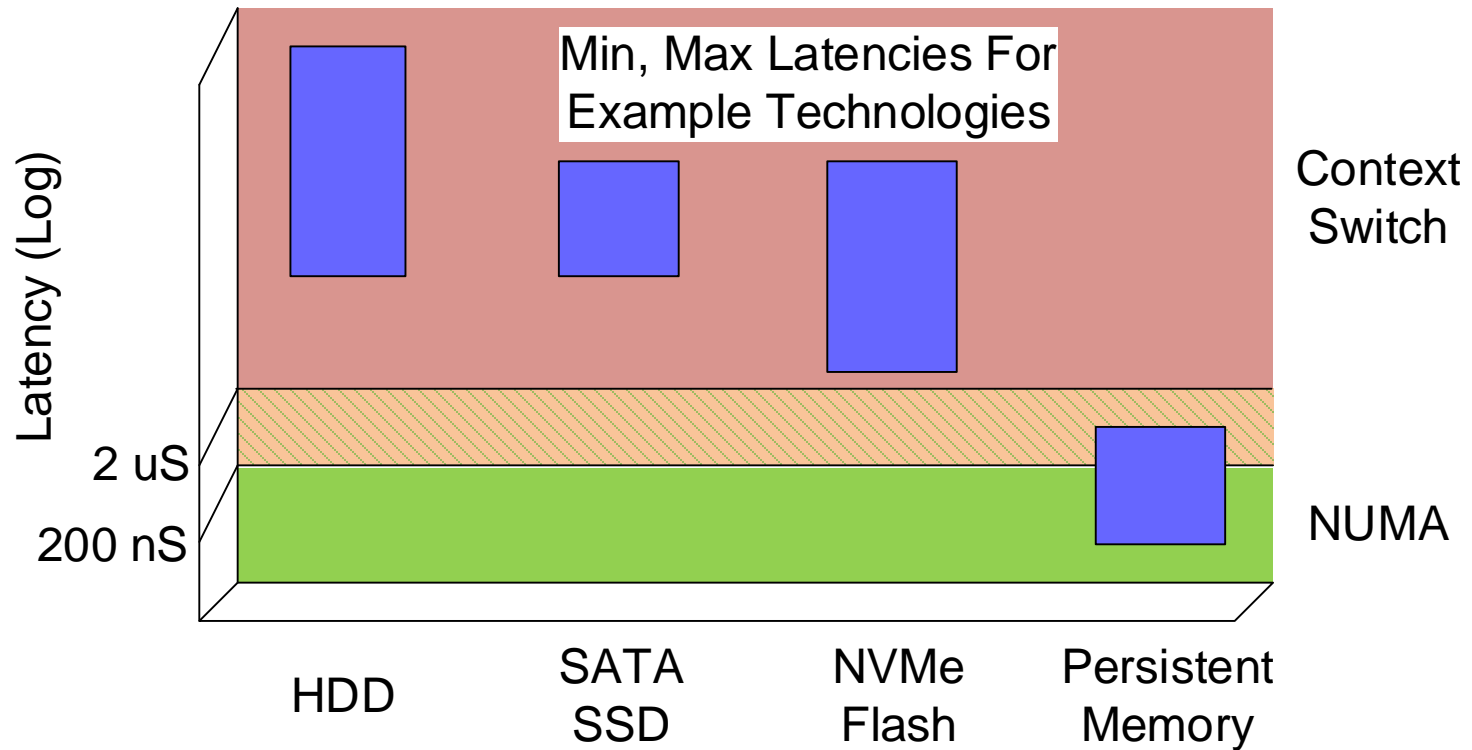 Min, Max Latencies For
Example Technologies
Latency (Log)
Context
Switch
2 uS
200 nS
NUMA
HDD
SATA
SSD
NVMe
Flash
Persistent
Memory